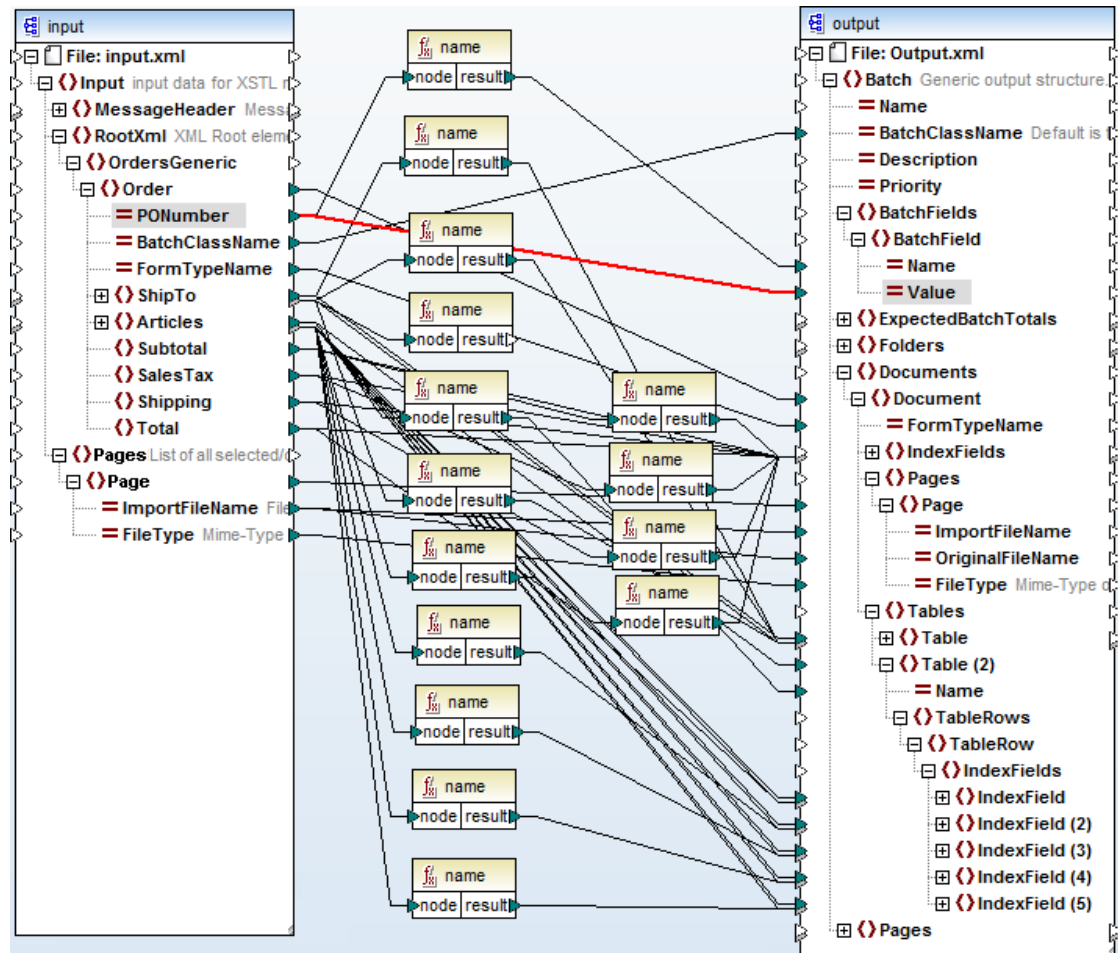 input
File: input.xml
Input input data for XSTL r
MessageHeader Messa
RootXml XML Root eleme
OrdersGeneric
Order
PONumber
BatchClassName
FormTypeName
ShipTo
Articles
Subtotal
SalesTax
Shipping
Total
Pages List of all selected/
Page
ImportFileName File
FileType Mime-Type
name
node result
name
node result
name
node result
name
node result
name
node result
name
node result
name
node result
name
node result
name
node result
name
node result
name
node result
name
node result
name
node result
name
node result
name
node result
output
File: Output.xml
Batch Generic output structure.
Name
BatchClassName Default is t
Description
Priority
BatchFields
BatchField
Name
Value
ExpectedBatchTotals
Folders
Documents
Document
FormTypeName
IndexFields
Pages
Page
ImportFileName
OriginalFileName
FileType Mime-Type o
Tables
Table
Table (2)
Name
TableRows
TableRow
IndexFields
IndexField
IndexField (2)
IndexField (3)
IndexField (4)
IndexField (5)
Pages